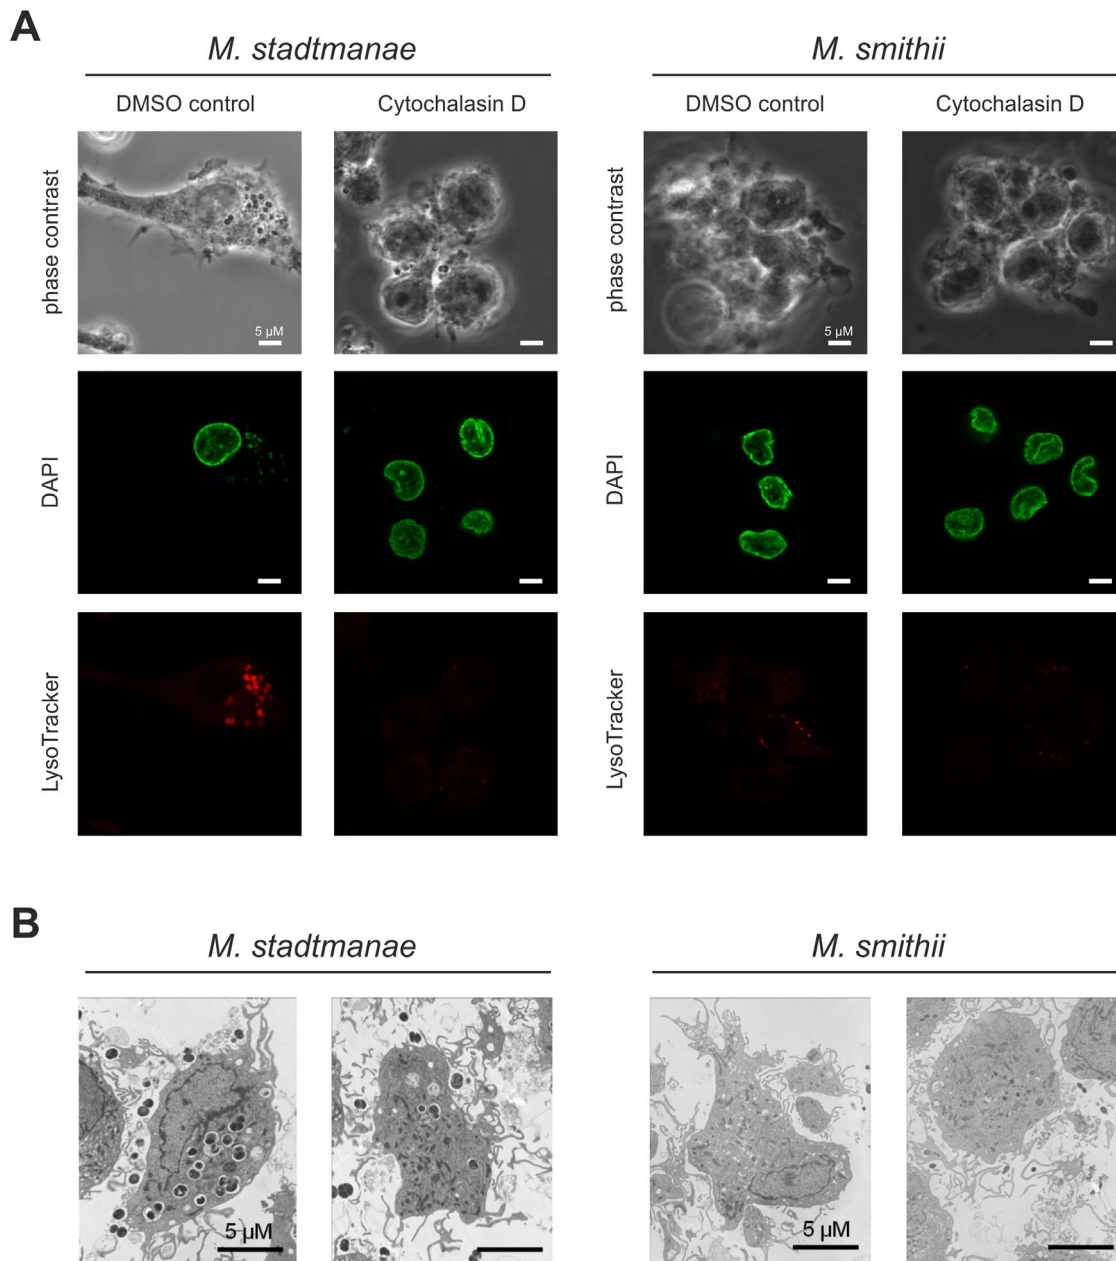 A
M. stadtmanae
M. smithii
DMSO control
Cytochalasin D
DMSO control
Cytochalasin D
phase contrast
5 µM
phase contrast
5 µM
DAPI
DAPI
LysoTracker
LysoTracker
B
M. stadtmanae
M. smithii
5 µM
5 µM